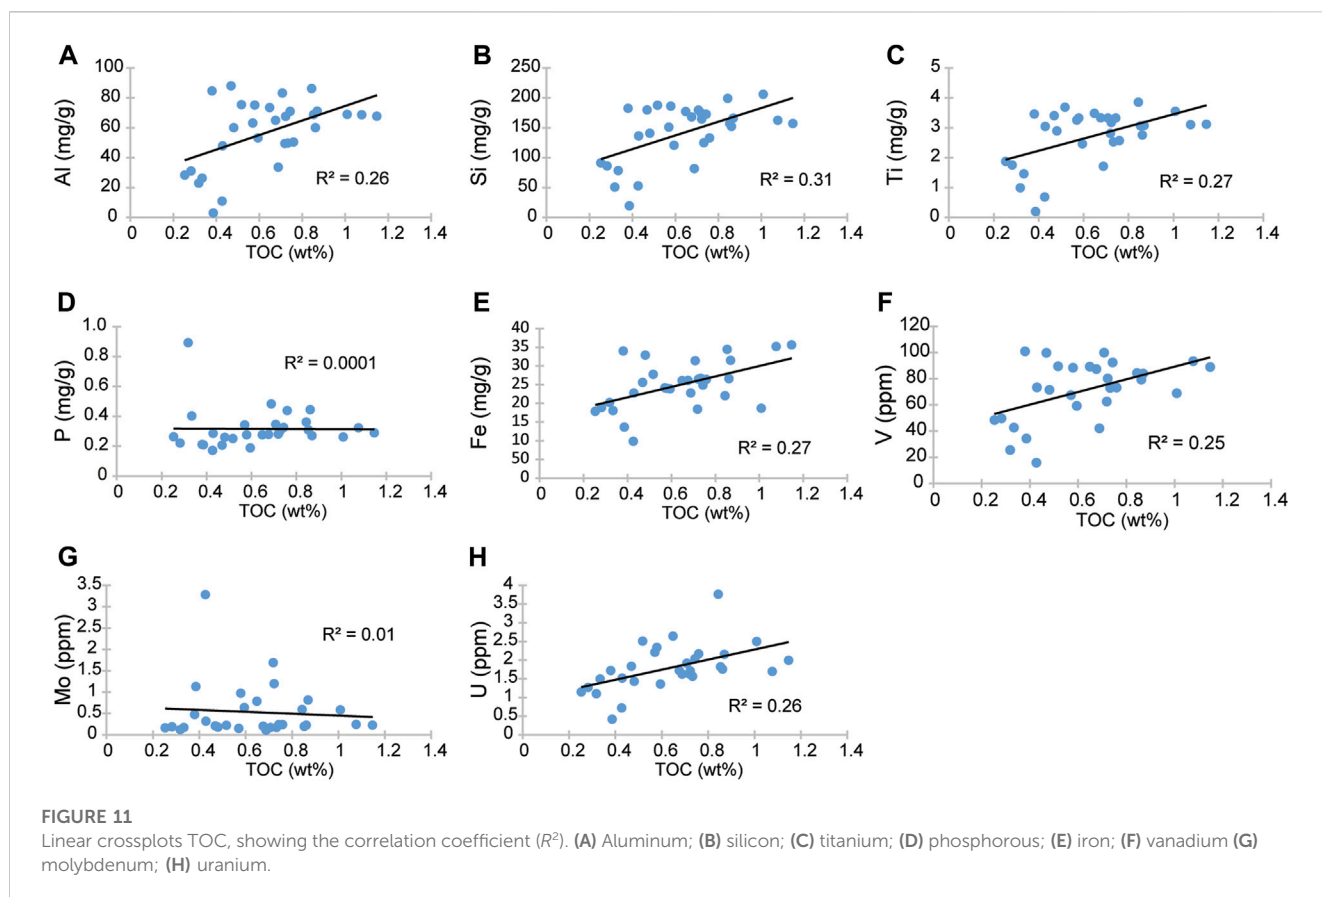 A
Al (mg/g)
100
80
60
40
20
0
R² = 0.26
0 0.2 0.4 0.6 0.8 1 1.2 1.4
TOC (wt%)
B
Si (mg/g)
250
200
150
100
50
0
R² = 0.31
0 0.2 0.4 0.6 0.8 1 1.2 1.4
TOC (wt%)
C
Ti (mg/g)
5
4
3
2
1
0
R² = 0.27
0 0.2 0.4 0.6 0.8 1 1.2 1.4
TOC (wt%)
D
P (mg/g)
1.0
0.8
0.6
0.4
0.2
0
R² = 0.0001
0 0.2 0.4 0.6 0.8 1 1.2 1.4
TOC (wt%)
E
Fe (mg/g)
40
35
30
25
20
15
10
5
0
R² = 0.27
0 0.2 0.4 0.6 0.8 1 1.2 1.4
TOC (wt%)
F
V (ppm)
120
100
80
60
40
20
0
R² = 0.25
0 0.2 0.4 0.6 0.8 1 1.2 1.4
TOC (wt%)
G
Mo (ppm)
3.5
3
2.5
2
1.5
1
0.5
0
R² = 0.01
0 0.2 0.4 0.6 0.8 1 1.2 1.4
TOC (wt%)
H
U (ppm)
4
3.5
3
2.5
2
1.5
1
0.5
0
R² = 0.26
0 0.2 0.4 0.6 0.8 1 1.2 1.4
TOC (wt%)
FIGURE 11
Linear crossplots TOC, showing the correlation coefficient (R²). (A) Aluminum; (B) silicon; (C) titanium; (D) phosphorous; (E) iron; (F) vanadium (G)
molybdenum; (H) uranium.